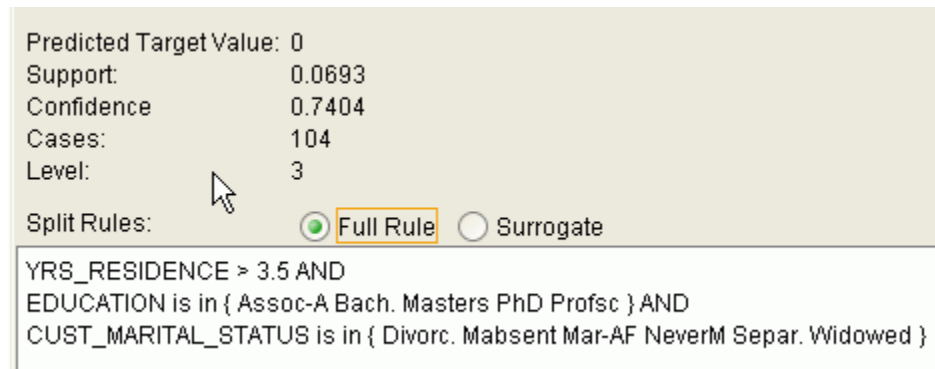 Predicted Target Value: 0
Support: 0.0693
Confidence 0.7404
Cases: 104
Level: 3
Split Rules: Full Rule Surrogate
YRS_RESIDENCE > 3.5 AND
EDUCATION is in { Assoc-A Bach. Masters PhD Profsc } AND
CUST_MARITAL_STATUS is in { Divorc. Mabsent Mar-AF NeverM Separ. Widowed }